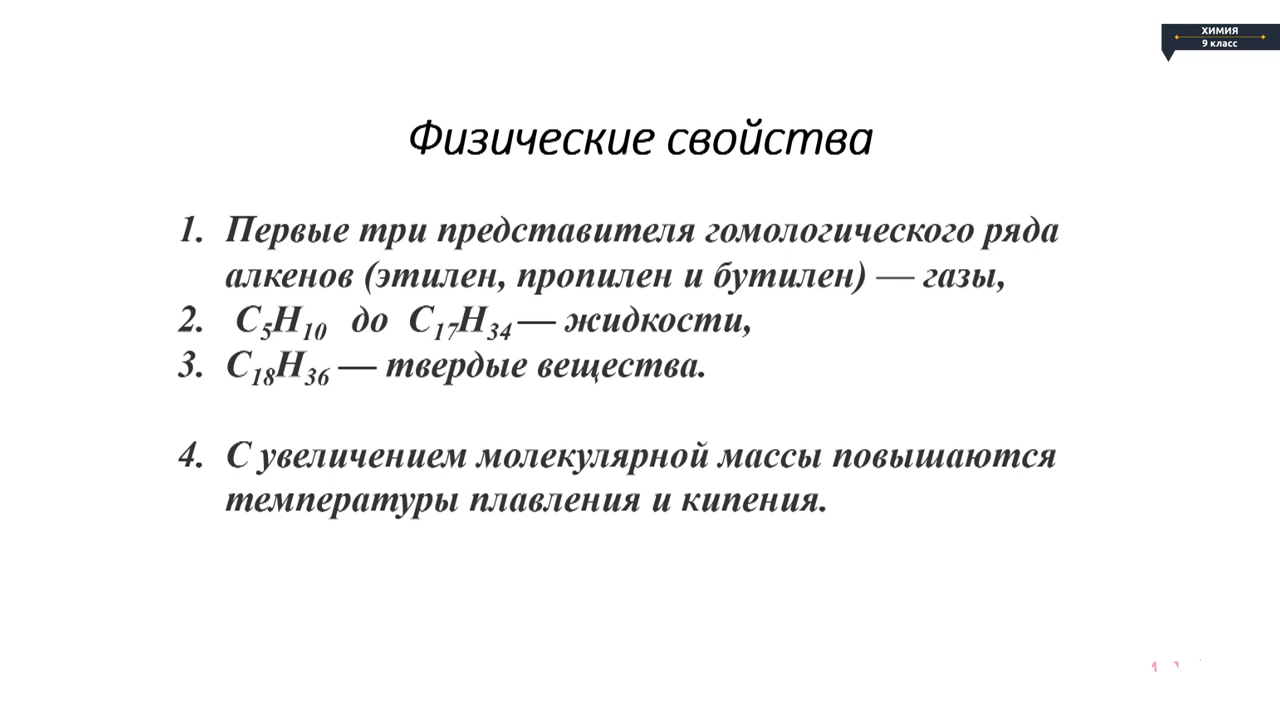 ХИМИЯ
9 класс
Физические свойства
1. Первые три представителя гомологического ряда
алкенов (этилен, пропилен и бутилен) — газы,
2. C₅H₁₀ до C₁₇H₃₄ — жидкости,
3. C₁₈H₃₆ — твердые вещества.
4. С увеличением молекулярной массы повышаются
температуры плавления и кипения.